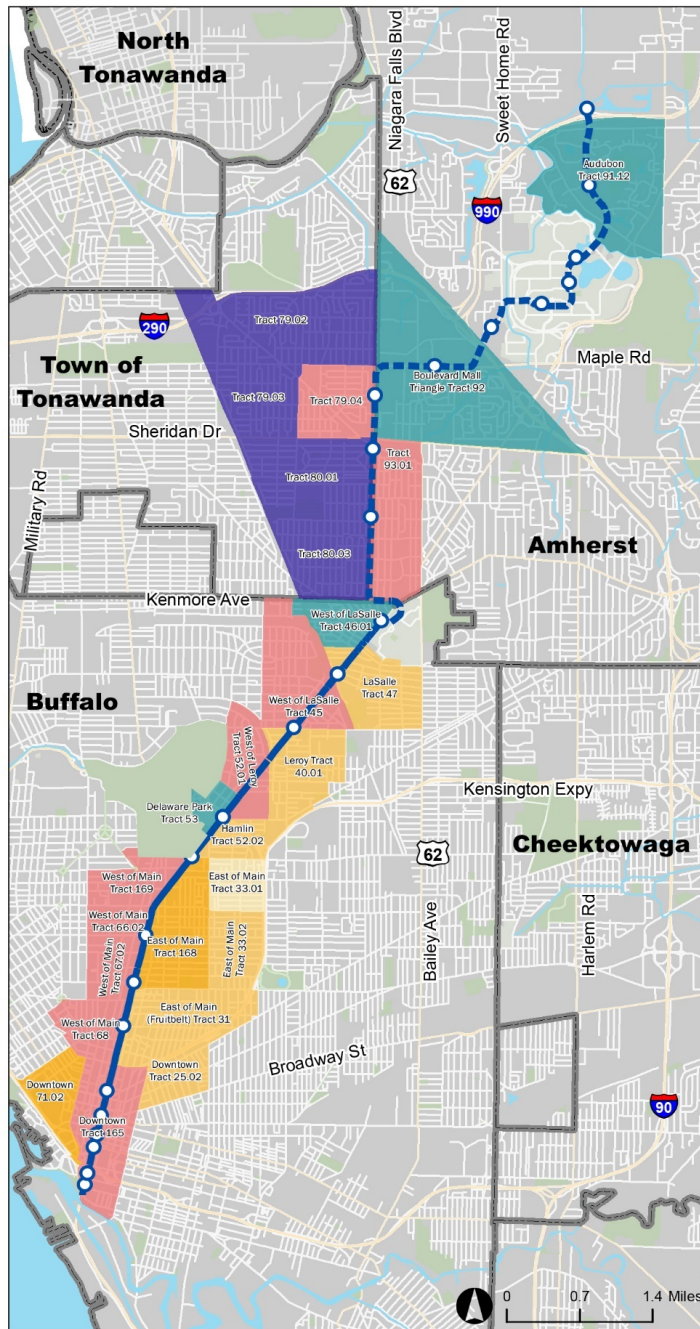 North
Tonawanda
Niagara Falls Blvd
Sweet Home Rd
62
990
Audubon
Tract 91.12
290
Tract 79.02
Town of
Tonawanda
Maple Rd
Boulevard Mall
Triangle Tract 92
Tract 79.03
Tract 79.04
Sheridan Dr
Tract
93.01
Military Rd
Tract 80.01
Amherst
Tract 80.03
Kenmore Ave
West of LaSalle
Tract 46.01
LaSalle
Tract 47
Buffalo
West of LaSalle
Tract 45
West of Leroy
Tract 52.01
Leroy Tract
40.01
Kensington Expy
Delaware Park
Tract 53
Hamlin
Tract 52.02
Cheektowaga
62
West of Main
Tract 169
East of Main
Tract 33.01
West of Main
Tract 66.02
East of Main
Tract 168
East of Main
Tract 33.02
Bailey Ave
Harlem Rd
West of Main
Tract 67.02
East of Main
(Fruitbelt) Tract 31
West of Main
Tract 68
Broadway St
Downtown
Tract 25.02
Downtown
71.02
90
Downtown
Tract 165
0 0.7 1.4 Miles